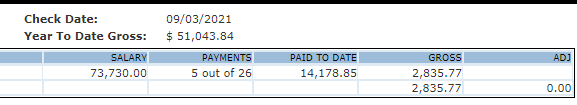 Check Date: 09/03/2021
Year To Date Gross: $ 51,043.84
SALARY PAYMENTS PAID TO DATE GROSS ADJ
73,730.00 5 out of 26 14,178.85 2,835.77
2,835.77 0.00